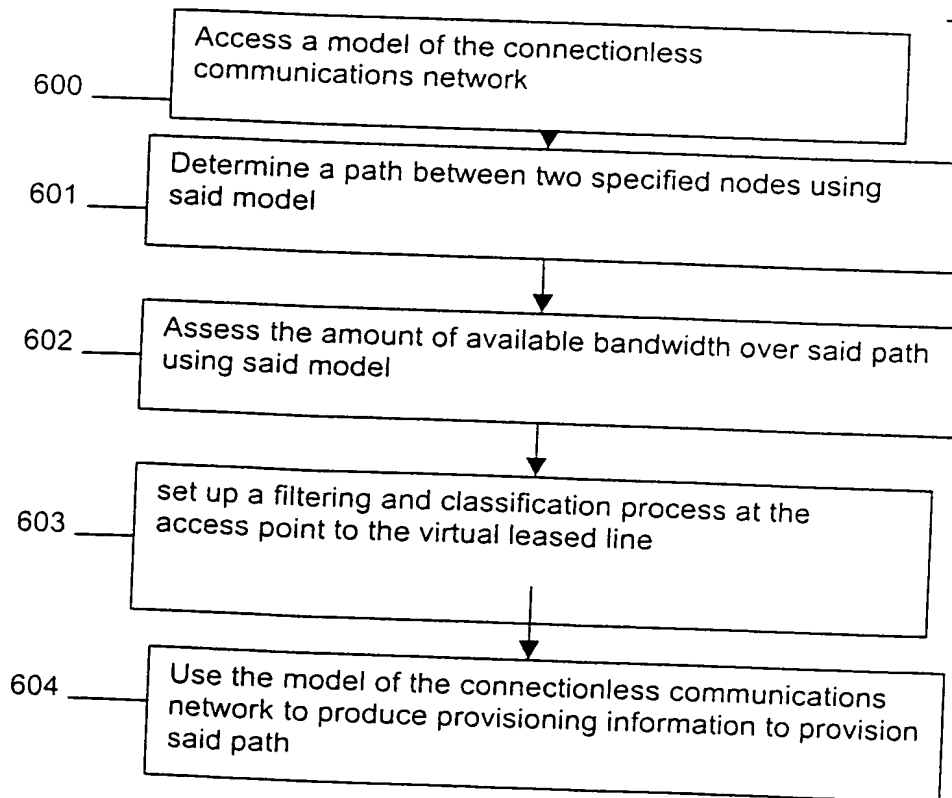 Access a model of the connectionless
communications network
600
Determine a path between two specified nodes using
said model
601
Assess the amount of available bandwidth over said path
using said model
602
set up a filtering and classification process at the
access point to the virtual leased line
603
Use the model of the connectionless communications
network to produce provisioning information to provision
said path
604